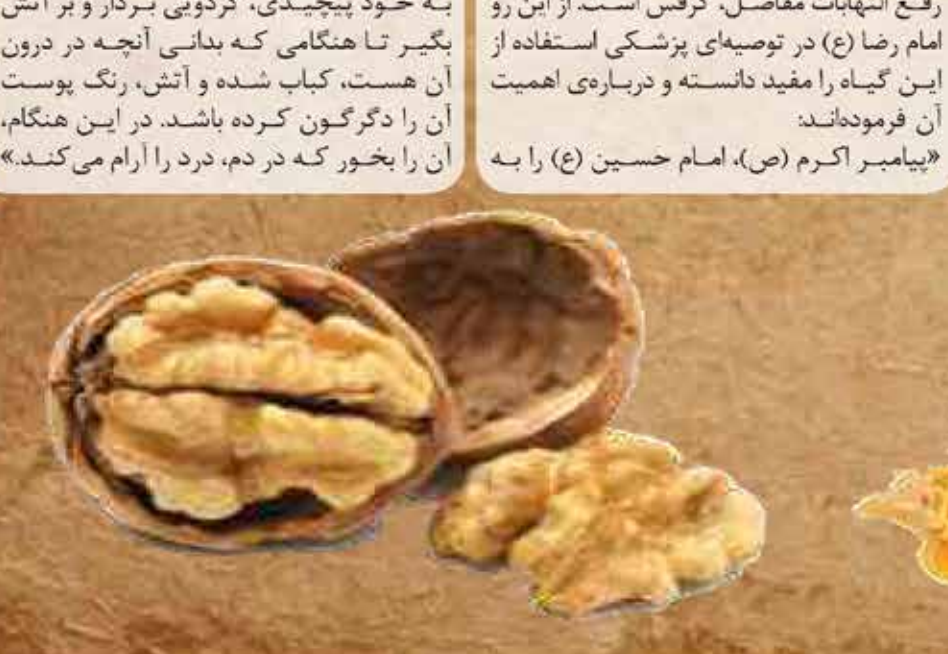 رفع التهابات مفاصل، کرفس است. از این رو
امام رضا (ع) در توصیه‌ای پزشکی استفاده از
این گیاه را مفید دانسته و درباره‌ی اهمیت
آن فرموده‌اند:
«پیامبر اکرم (ص)، امام حسین (ع) را به
به خود پیچیدی، گردویی بردار و بر آتش
بگیر تا هنگامی که بدانی آنچه در درون
آن هست، کباب شده و آتش، رنگ پوست
آن را دگرگون کرده باشد. در این هنگام،
آن را بخور که در دم، درد را آرام می‌کند.»